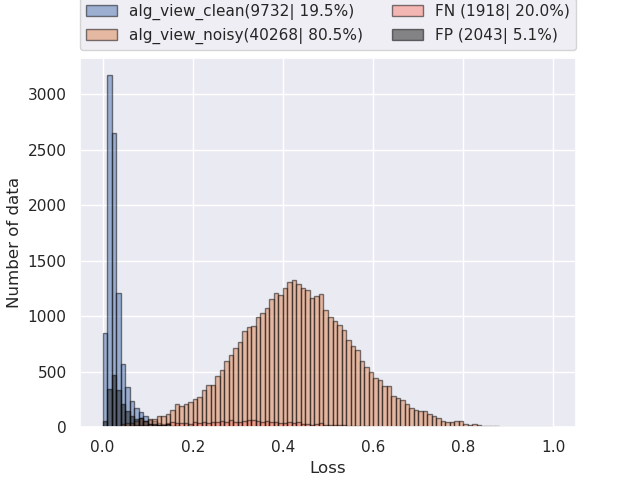 alg_view_clean(9732| 19.5%) FN (1918| 20.0%)
alg_view_noisy(40268| 80.5%) FP (2043| 5.1%)
3000
2500
2000
1500
1000
500
0
Number of data
0.0 0.2 0.4 0.6 0.8 1.0
Loss